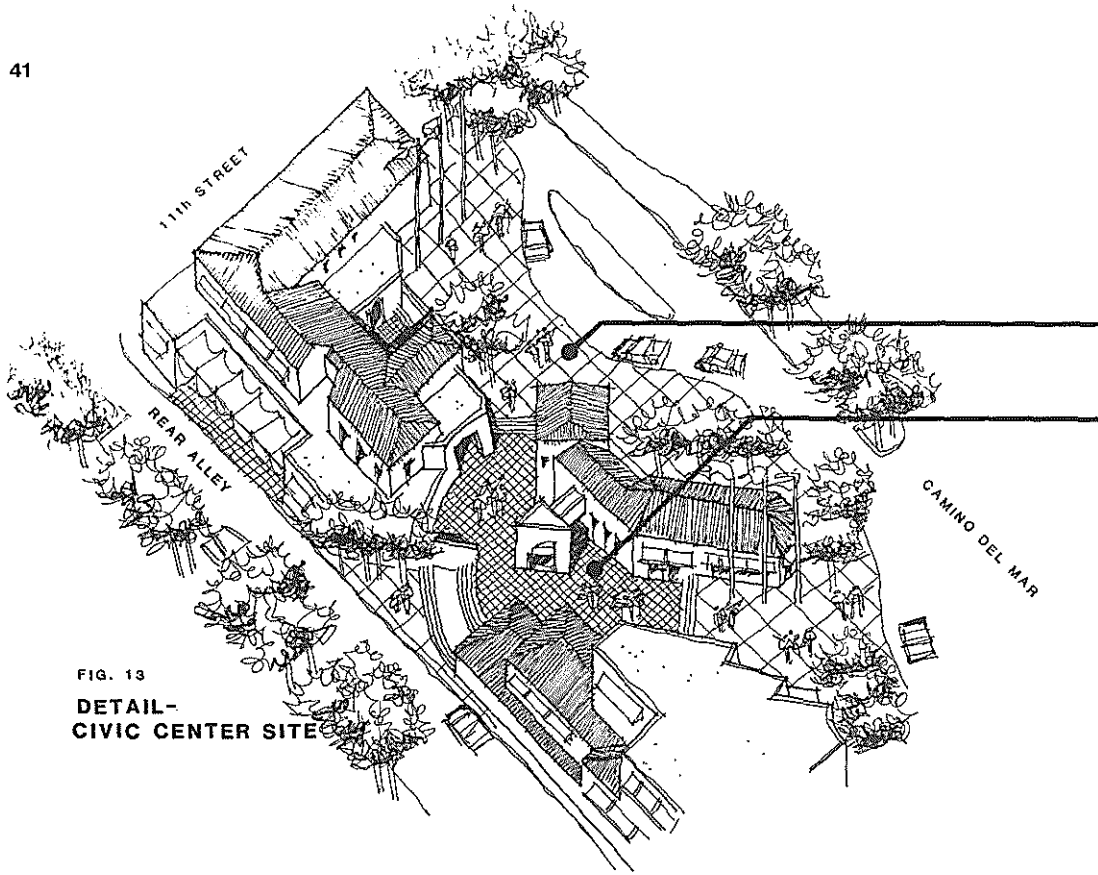 41
11th STREET
REAR ALLEY
CAMINO DEL MAR
FIG. 13
DETAIL-
CIVIC CENTER SITE